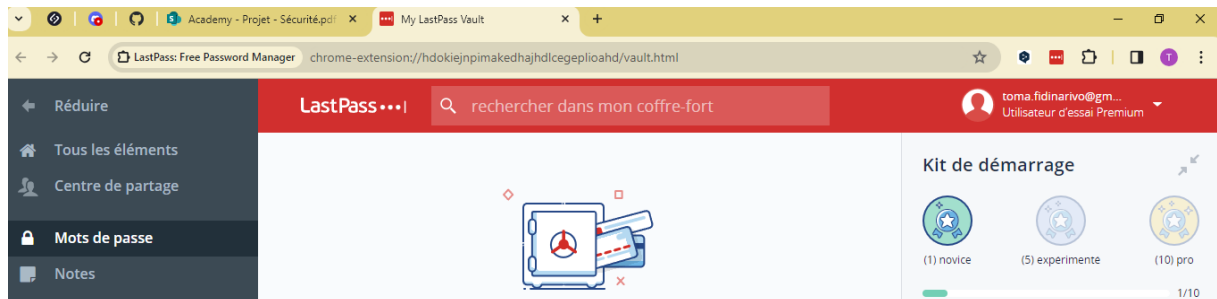 Academy - Projet - Sécurité.pdf
My LastPass Vault
LastPass: Free Password Manager
chrome-extension://hdokiejnpimakedhajhdlcegeplioahd/vault.html
T
Réduire
LastPass
rechercher dans mon coffre-fort
toma.fidinarivo@gm...
Utilisateur d'essai Premium
Tous les éléments
Centre de partage
Mots de passe
Notes
Kit de démarrage
(1) novice
(5) experimente
(10) pro
1/10